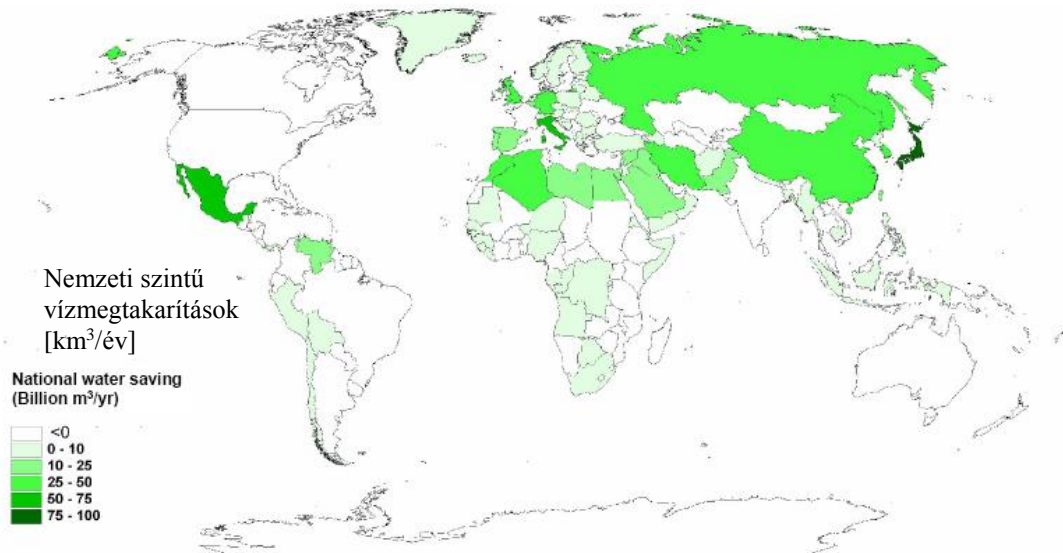 Nemzeti szintű
vízmegtakarítások
[km³/év]
National water saving
(Billion m³/yr)
<0
0 - 10
10 - 25
25 - 50
50 - 75
75 - 100